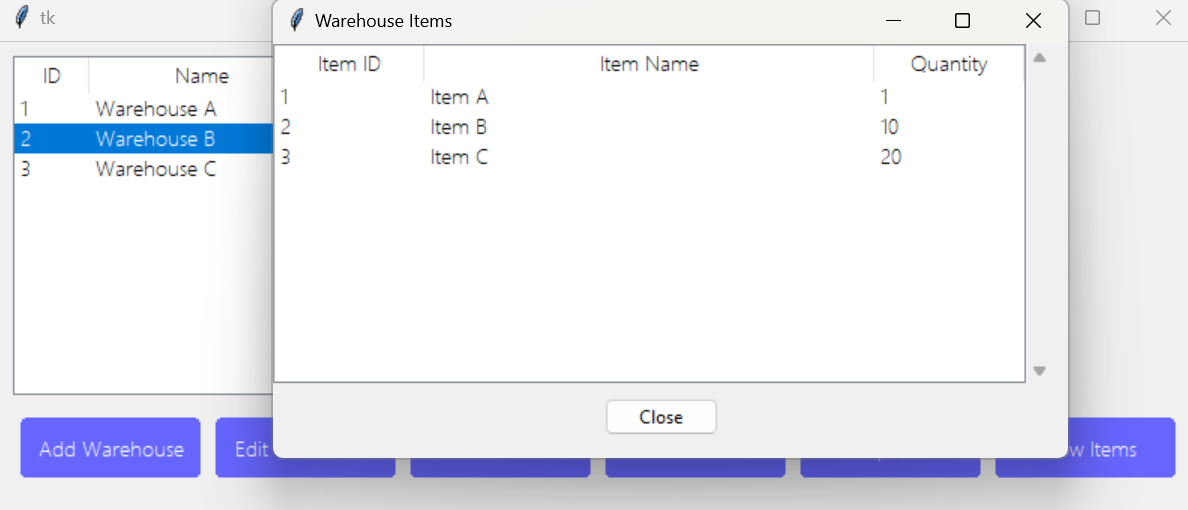 tk
Warehouse Items
ID Name
1 Warehouse A
2 Warehouse B
3 Warehouse C
Item ID Item Name Quantity
1 Item A 1
2 Item B 10
3 Item C 20
Close
Add Warehouse
Edit
Items